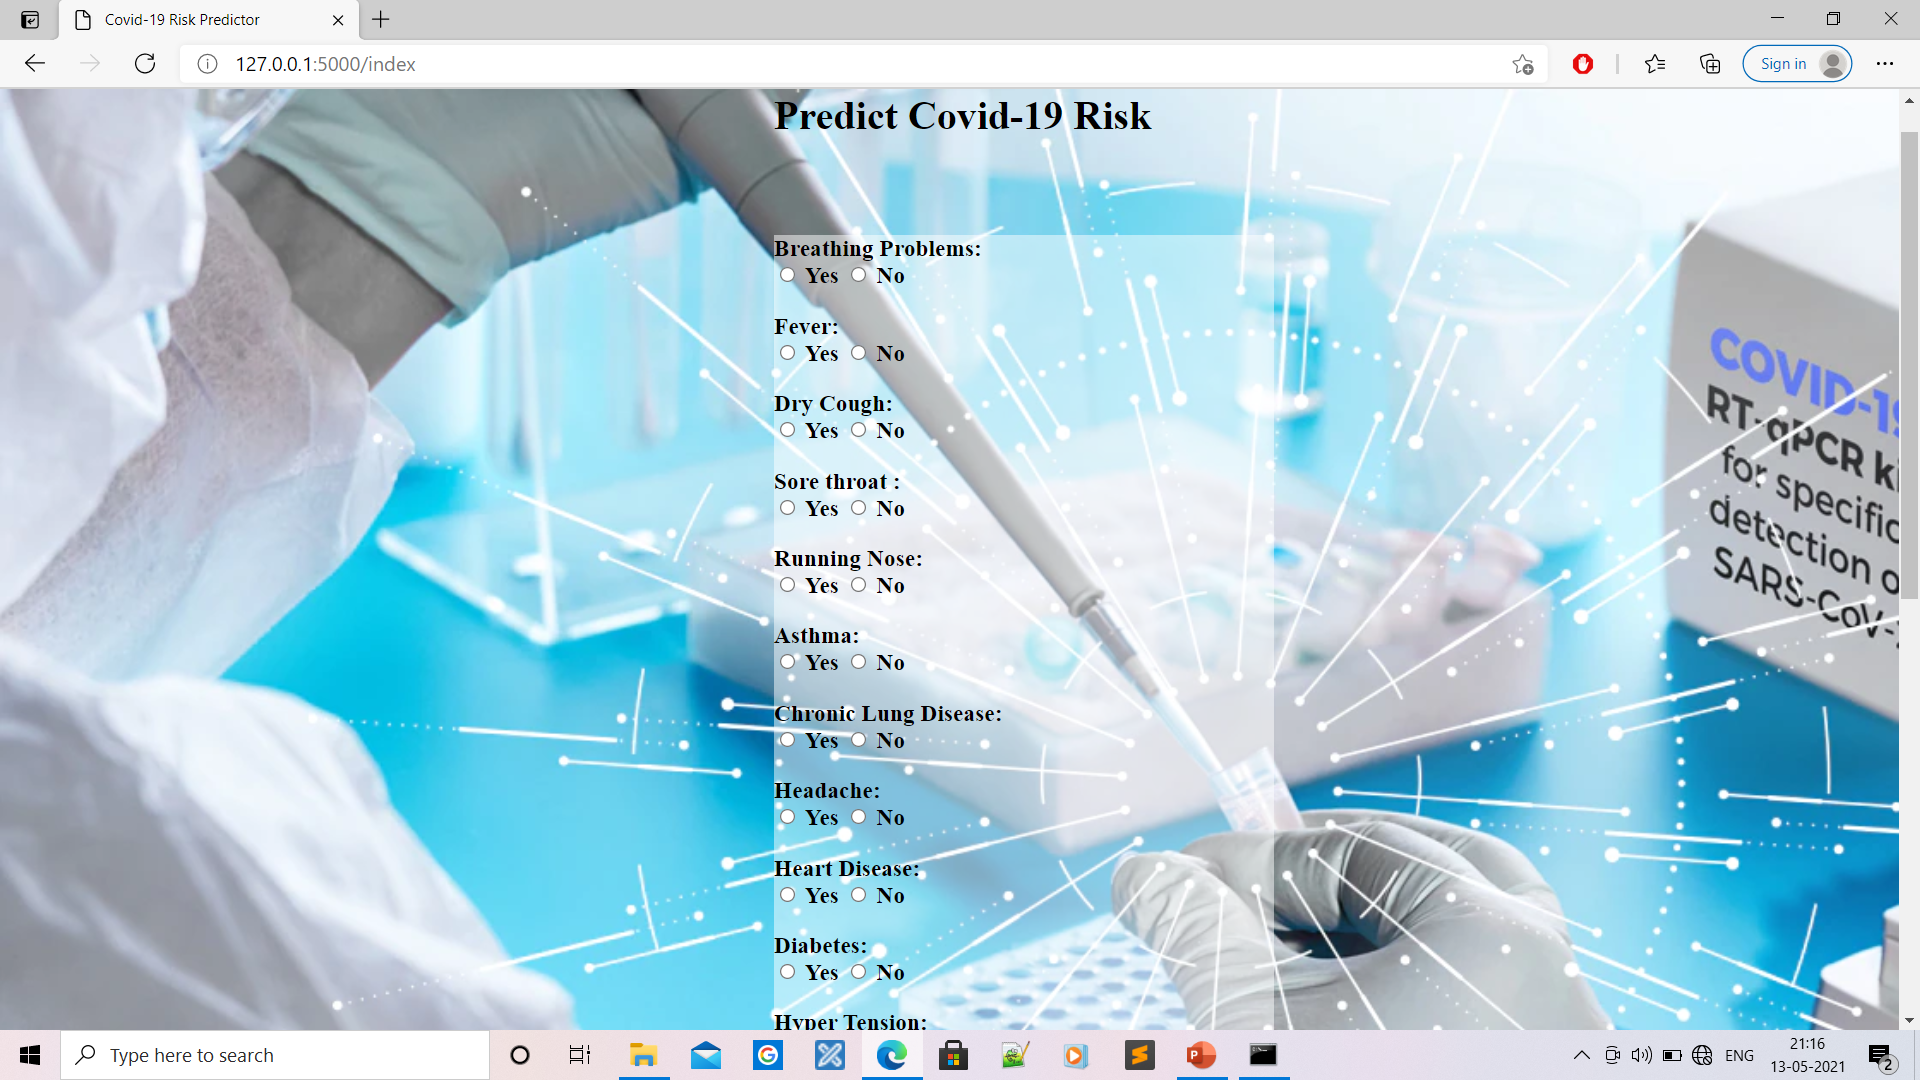 Covid-19 Risk Predictor
127.0.0.1:5000/index
Sign in
Predict Covid-19 Risk
Breathing Problems:
Yes No
Fever:
Yes No
Dry Cough:
Yes No
Sore throat :
Yes No
Running Nose:
Yes No
Asthma:
Yes No
Chronic Lung Disease:
Yes No
Headache:
Yes No
Heart Disease:
Yes No
Diabetes:
Yes No
Hyper Tension:
COVID-19
RT-qPCR ki
for specific
detection o
SARS-CoV-
Type here to search
ENG
21:16
13-05-2021
2